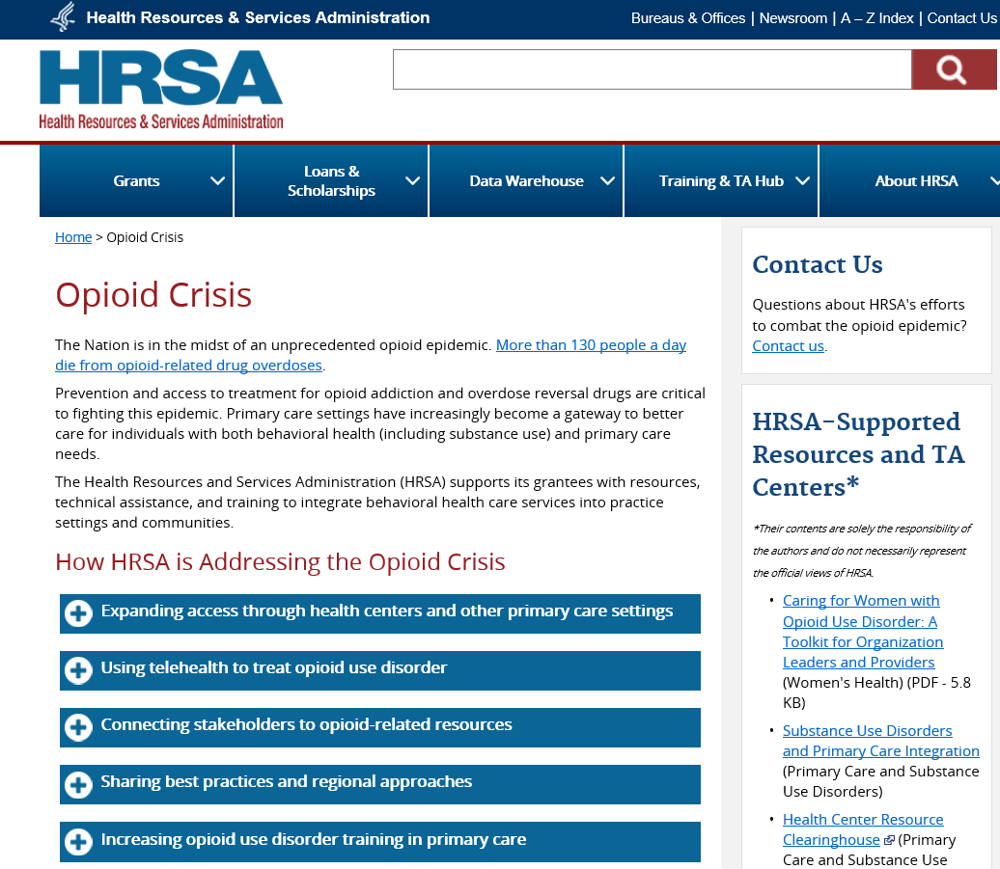 Health Resources & Services Administration
Bureaus & Offices | Newsroom | A – Z Index | Contact Us
HRSA
Health Resources & Services Administration
Grants
Loans &
Scholarships
Data Warehouse
Training & TA Hub
About HRSA
Home > Opioid Crisis
Opioid Crisis
The Nation is in the midst of an unprecedented opioid epidemic. More than 130 people a day
die from opioid-related drug overdoses.
Prevention and access to treatment for opioid addiction and overdose reversal drugs are critical
to fighting this epidemic. Primary care settings have increasingly become a gateway to better
care for individuals with both behavioral health (including substance use) and primary care
needs.
The Health Resources and Services Administration (HRSA) supports its grantees with resources,
technical assistance, and training to integrate behavioral health care services into practice
settings and communities.
How HRSA is Addressing the Opioid Crisis
Expanding access through health centers and other primary care settings
Using telehealth to treat opioid use disorder
Connecting stakeholders to opioid-related resources
Sharing best practices and regional approaches
Increasing opioid use disorder training in primary care
Contact Us
Questions about HRSA's efforts
to combat the opioid epidemic?
Contact us.
HRSA-Supported
Resources and TA
Centers*
*Their contents are solely the responsibility of
the authors and do not necessarily represent
the official views of HRSA.
• Caring for Women with
Opioid Use Disorder: A
Toolkit for Organization
Leaders and Providers
(Women's Health) (PDF - 5.8
KB)
• Substance Use Disorders
and Primary Care Integration
(Primary Care and Substance
Use Disorders)
• Health Center Resource
Clearinghouse (Primary
Care and Substance Use